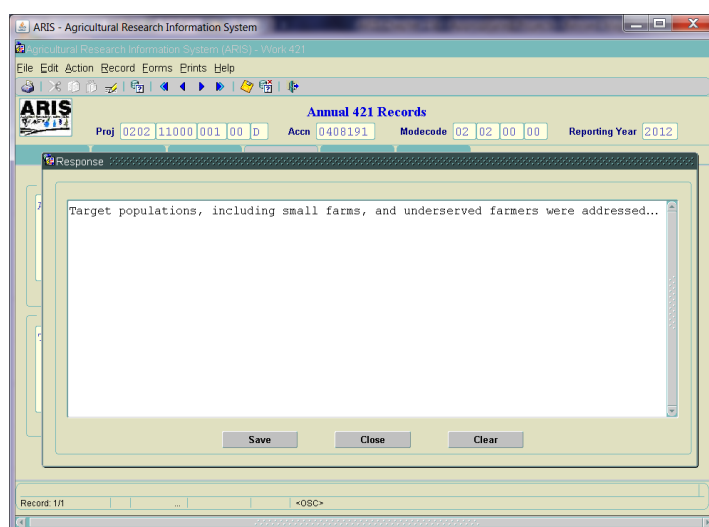 ARIS - Agricultural Research Information System
Agricultural Research Information System (ARIS) - Work 421
File Edit Action Record Forms Prints Help
ARIS
Annual 421 Records
Proj 0202 11000 001 00 D Accn 0408191 Modecode 02 02 00 00 Reporting Year 2012
Response
Target populations, including small farms, and underserved farmers were addressed...
Save Close Clear
Record: 1/1 ... <OSC>